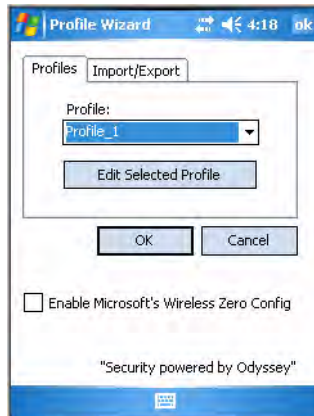 Profile Wizard 4:18 ok
Profiles Import/Export
Profile:
Profile_1
Edit Selected Profile
OK Cancel
Enable Microsoft's Wireless Zero Config
"Security powered by Odyssey"